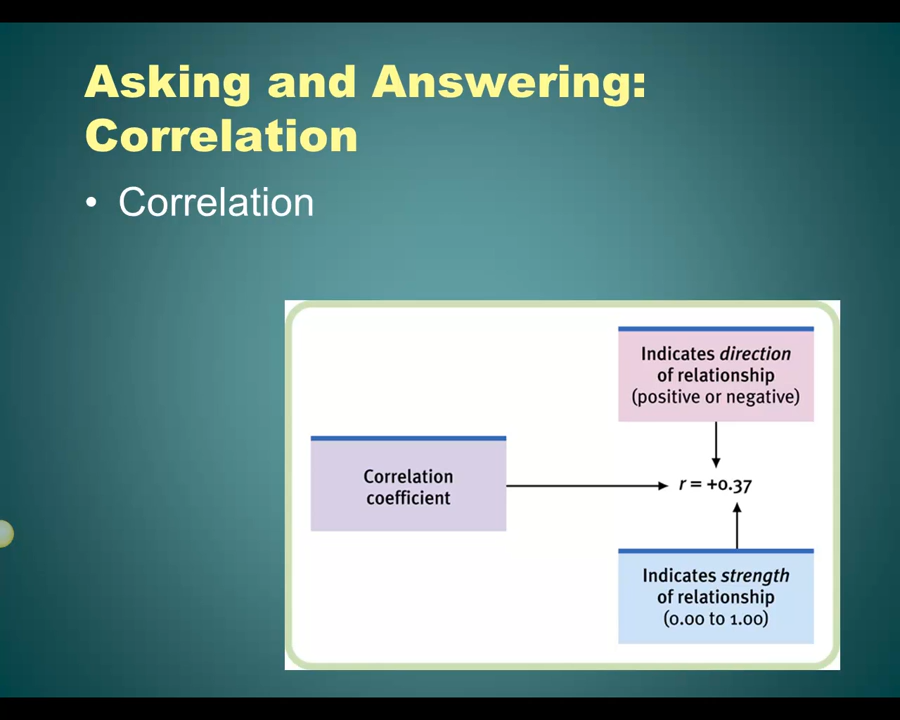 Asking and Answering:
Correlation
• Correlation
Indicates direction
of relationship
(positive or negative)
Correlation
coefficient
r = +0.37
Indicates strength
of relationship
(0.00 to 1.00)